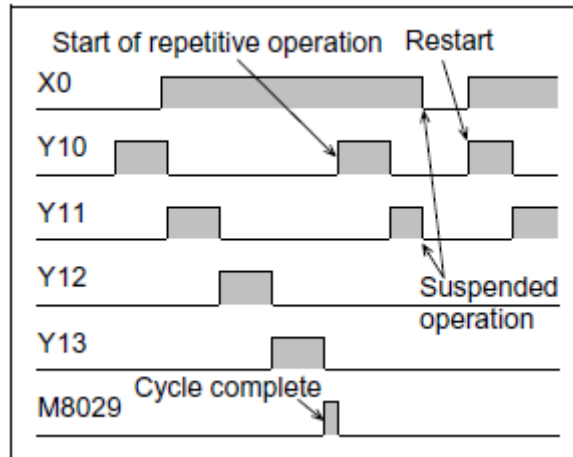 Start of repetitive operation
Restart
X0
Y10
Y11
Y12
Suspended
operation
Y13
Cycle complete
M8029